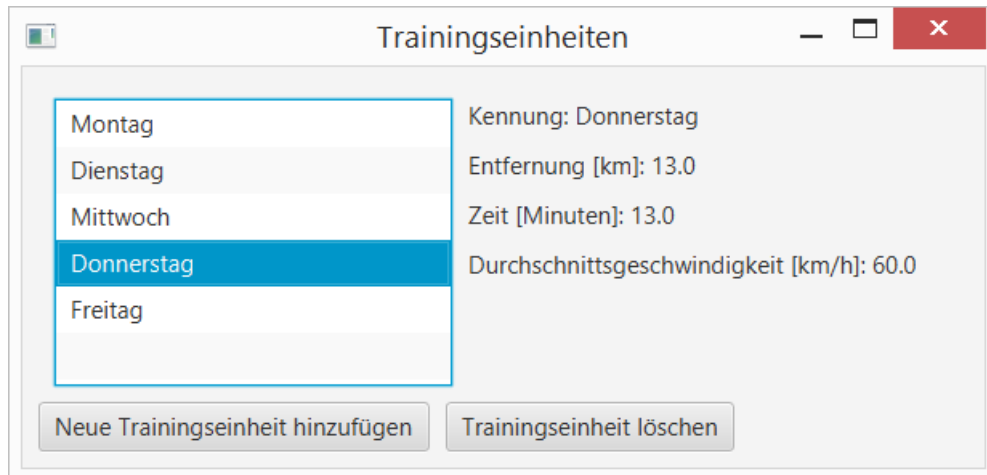 Trainingseinheiten
Montag
Dienstag
Mittwoch
Donnerstag
Freitag
Kennung: Donnerstag
Entfernung [km]: 13.0
Zeit [Minuten]: 13.0
Durchschnittsgeschwindigkeit [km/h]: 60.0
Neue Trainingseinheit hinzufügen
Trainingseinheit löschen